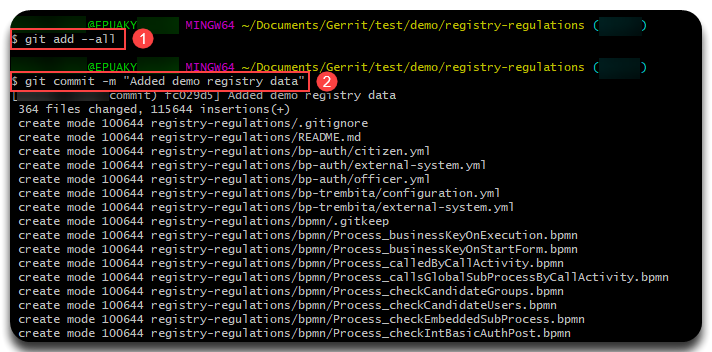 @EPUAKY MINGW64 ~/Documents/Gerrit/test/demo/registry-regulations (
$ git add --all 1
@EPUAKY MINGW64 ~/Documents/Gerrit/test/demo/registry-regulations (
$ git commit -m "Added demo registry data" 2
[ commit) fc029d5] Added demo registry data
364 files changed, 115644 insertions(+)
create mode 100644 registry-regulations/.gitignore
create mode 100644 registry-regulations/README.md
create mode 100644 registry-regulations/bp-auth/citizen.yml
create mode 100644 registry-regulations/bp-auth/external-system.yml
create mode 100644 registry-regulations/bp-auth/officer.yml
create mode 100644 registry-regulations/bp-trembita/configuration.yml
create mode 100644 registry-regulations/bp-trembita/external-system.yml
create mode 100644 registry-regulations/bpmn/.gitkeep
create mode 100644 registry-regulations/bpmn/Process_businessKeyOnExecution.bpmn
create mode 100644 registry-regulations/bpmn/Process_businessKeyOnStartForm.bpmn
create mode 100644 registry-regulations/bpmn/Process_calledByCallActivity.bpmn
create mode 100644 registry-regulations/bpmn/Process_callsGlobalSubProcessByCallActivity.bpmn
create mode 100644 registry-regulations/bpmn/Process_checkCandidateGroups.bpmn
create mode 100644 registry-regulations/bpmn/Process_checkCandidateUsers.bpmn
create mode 100644 registry-regulations/bpmn/Process_checkEmbeddedSubProcess.bpmn
create mode 100644 registry-regulations/bpmn/Process_checkIntBasicAuthPost.bpmn